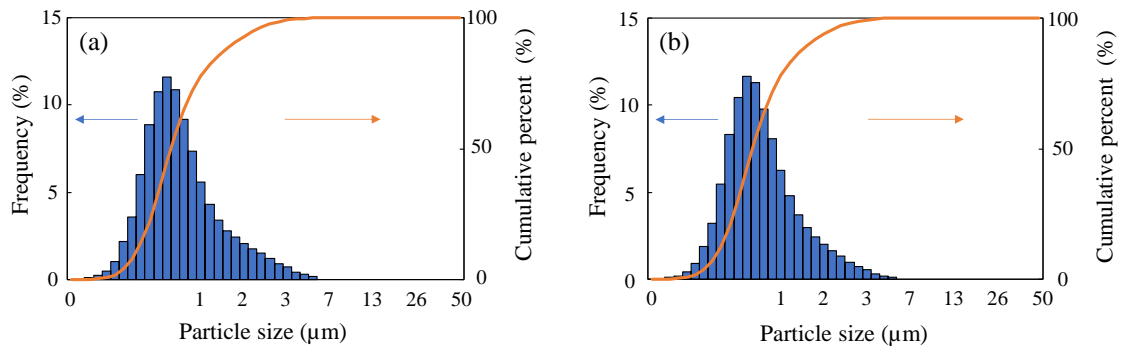 (a)
Frequency (%)
15
10
5
0
0 1 2 3 7 13 26 50
Particle size (µm)
100
50
0
Cumulative percent (%)
(b)
Frequency (%)
15
10
5
0
0 1 2 3 7 13 26 50
Particle size (µm)
100
50
0
Cumulative percent (%)